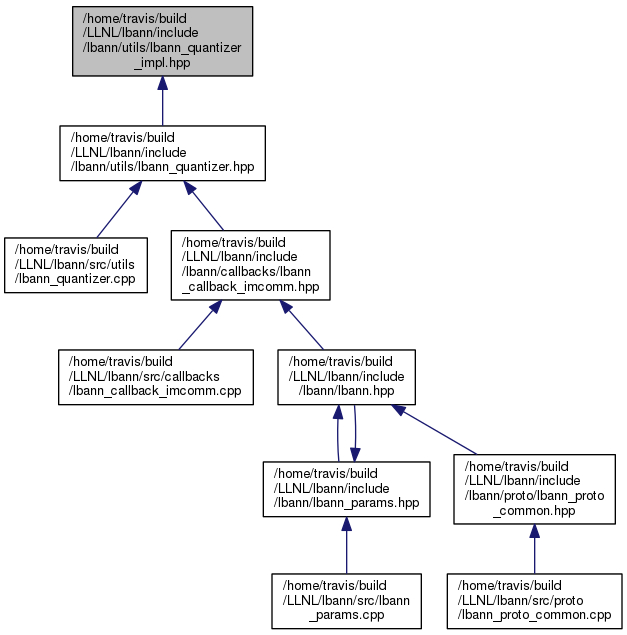 /home/travis/build
/LLNL/lbann/include
/lbann/utils/lbann_quantizer
_impl.hpp
/home/travis/build
/LLNL/lbann/include
/lbann/utils/lbann_quantizer.hpp
/home/travis/build
/LLNL/lbann/src/utils
/lbann_quantizer.cpp
/home/travis/build
/LLNL/lbann/include
/lbann/callbacks/lbann
_callback_imcomm.hpp
/home/travis/build
/LLNL/lbann/src/callbacks
/lbann_callback_imcomm.cpp
/home/travis/build
/LLNL/lbann/include
/lbann/lbann.hpp
/home/travis/build
/LLNL/lbann/include
/lbann/lbann_params.hpp
/home/travis/build
/LLNL/lbann/include
/lbann/proto/lbann_proto
_common.hpp
/home/travis/build
/LLNL/lbann/src/lbann
_params.cpp
/home/travis/build
/LLNL/lbann/src/proto
/lbann_proto_common.cpp